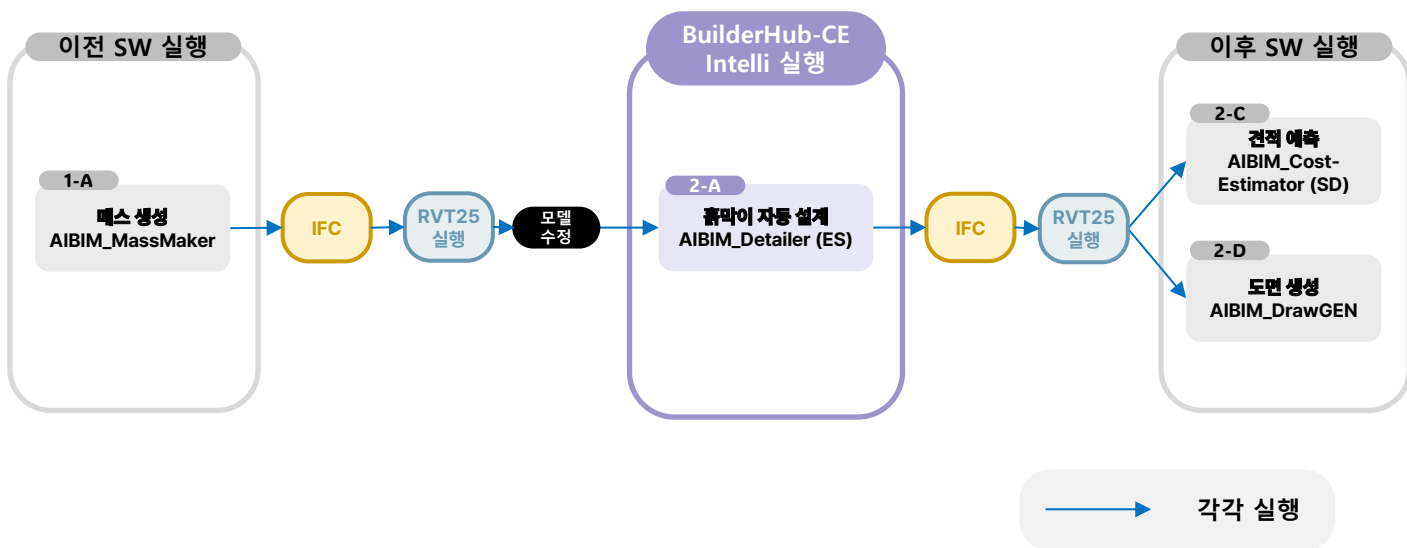 이전 SW 실행
1-A
매스 생성
AIBIM_MassMaker
IFC
RVT25
실행
모델
수정
BuilderHub-CE
Intelli 실행
2-A
흙막이 자동 설계
AIBIM_Detailer (ES)
IFC
RVT25
실행
이후 SW 실행
2-C
견적 예측
AIBIM_Cost-
Estimator (SD)
2-D
도면 생성
AIBIM_DrawGEN
각각 실행